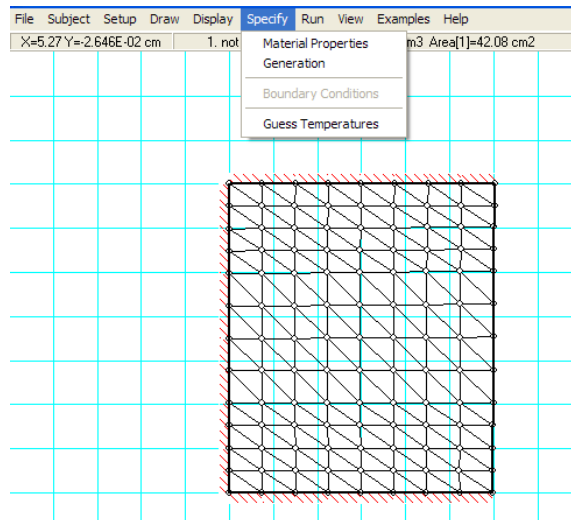 File Subject Setup Draw Display Specify Run View Examples Help
X=5.27 Y=-2.646E-02 cm 1. not m3 Area[1]=42.08 cm2
Material Properties
Generation
Boundary Conditions
Guess Temperatures